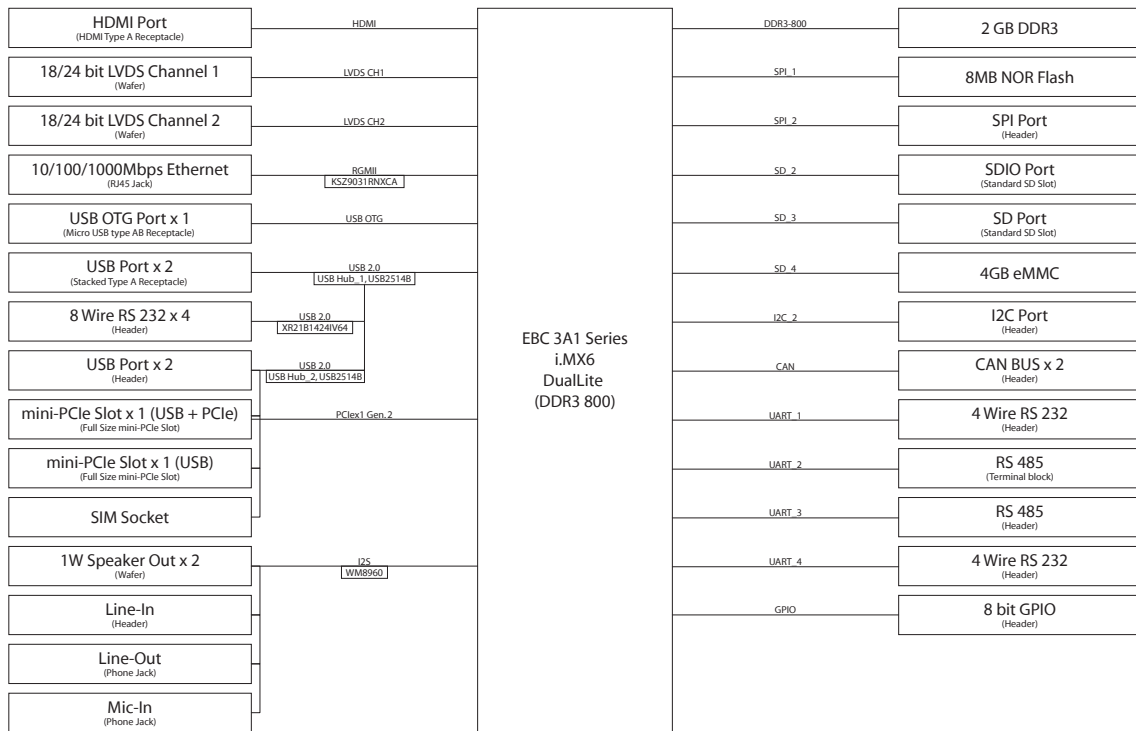 HDMI Port
(HDMI Type A Receptacle)
HDMI
18/24 bit LVDS Channel 1
(Wafer)
LVDS CH1
18/24 bit LVDS Channel 2
(Wafer)
LVDS CH2
10/100/1000Mbps Ethernet
(RJ45 Jack)
RGMII
KSZ9031RNXCA
USB OTG Port x 1
(Micro USB type AB Receptacle)
USB OTG
USB Port x 2
(Stacked Type A Receptacle)
USB 2.0
USB Hub_1, USB2514B
8 Wire RS 232 x 4
(Header)
USB 2.0
XR21B1424IV64
USB Port x 2
(Header)
USB 2.0
USB Hub_2, USB2514B
mini-PCIe Slot x 1 (USB + PCIe)
(Full Size mini-PCIe Slot)
PCIex1 Gen. 2
mini-PCIe Slot x 1 (USB)
(Full Size mini-PCIe Slot)
SIM Socket
1W Speaker Out x 2
(Wafer)
I2S
WM8960
Line-In
(Header)
Line-Out
(Phone Jack)
Mic-In
(Phone Jack)
EBC 3A1 Series
i.MX6
DualLite
(DDR3 800)
DDR3-800
2 GB DDR3
SPI_1
8MB NOR Flash
SPI_2
SPI Port
(Header)
SD_2
SDIO Port
(Standard SD Slot)
SD_3
SD Port
(Standard SD Slot)
SD_4
4GB eMMC
I2C_2
I2C Port
(Header)
CAN
CAN BUS x 2
(Header)
UART_1
4 Wire RS 232
(Header)
UART_2
RS 485
(Terminal block)
UART_3
RS 485
(Header)
UART_4
4 Wire RS 232
(Header)
GPIO
8 bit GPIO
(Header)